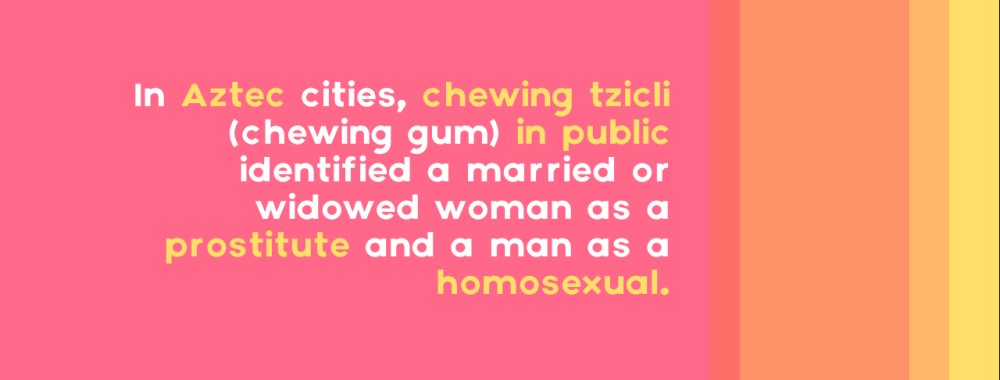 In Aztec cities, chewing tzicli
(chewing gum) in public
identified a married or
widowed woman as a
prostitute and a man as a
homosexual.